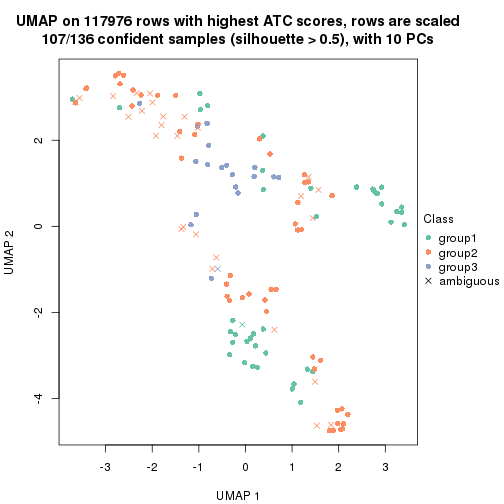 UMAP on 117976 rows with highest ATC scores, rows are scaled
107/136 confident samples (silhouette > 0.5), with 10 PCs
UMAP 2
2
0
-2
-4
-3
-2
-1
0
1
2
3
UMAP 1
Class
group1
group2
group3
ambiguous